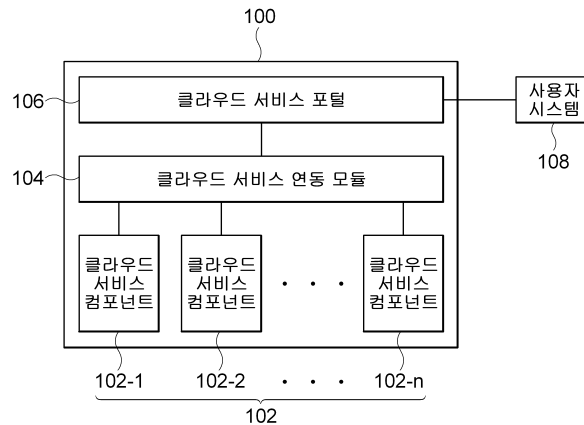 100
106
클라우드 서비스 포털
사용자
시스템
108
104
클라우드 서비스 연동 모듈
클라우드
서비스
컴포넌트
클라우드
서비스
컴포넌트
· · ·
클라우드
서비스
컴포넌트
102-1
102-2
· · ·
102-n
102